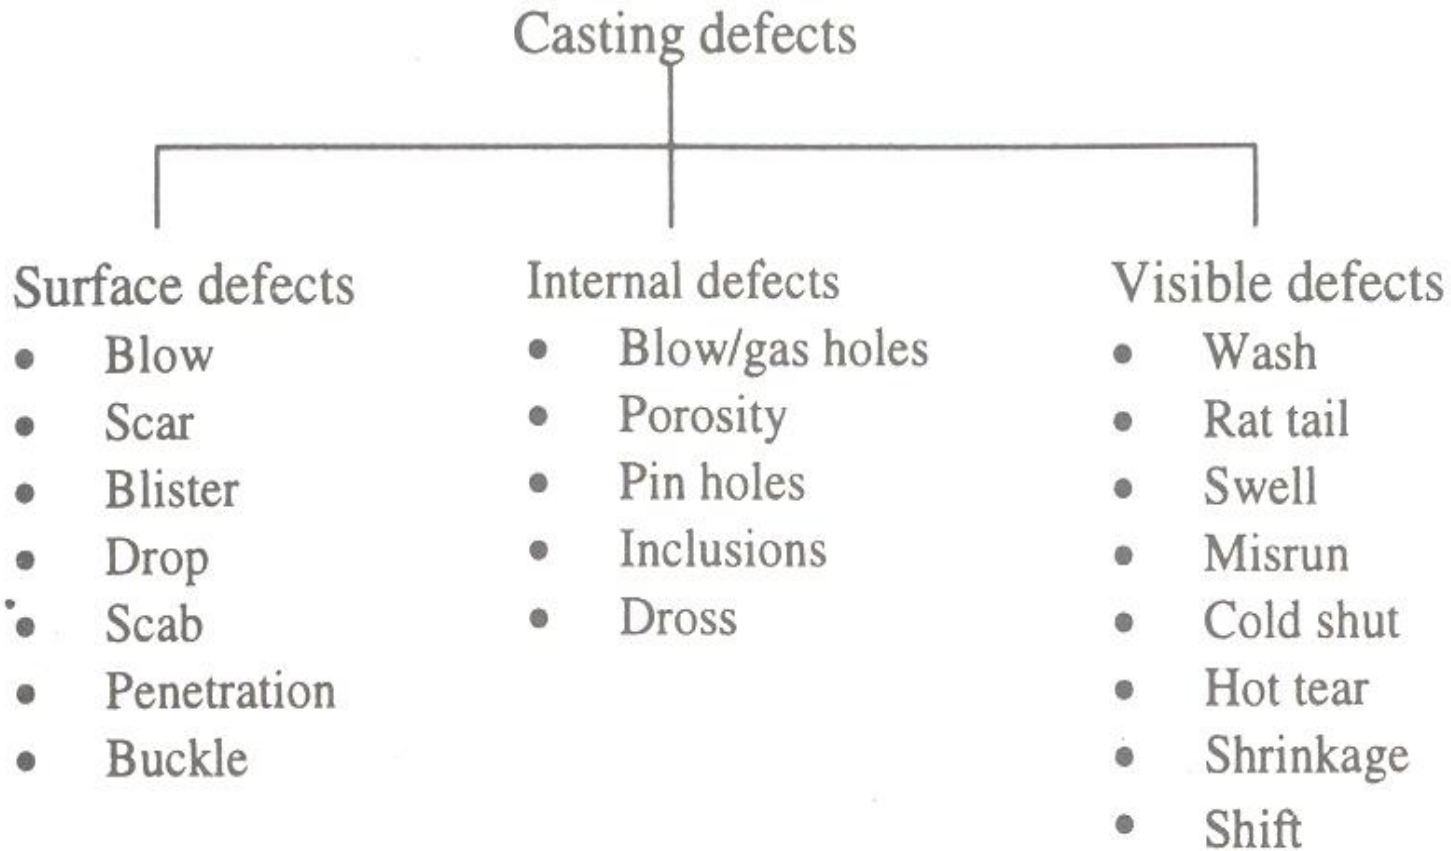 Casting defects
Surface defects
• Blow
• Scar
• Blister
• Drop
• Scab
• Penetration
• Buckle
Internal defects
• Blow/gas holes
• Porosity
• Pin holes
• Inclusions
• Dross
Visible defects
• Wash
• Rat tail
• Swell
• Misrun
• Cold shut
• Hot tear
• Shrinkage
• Shift